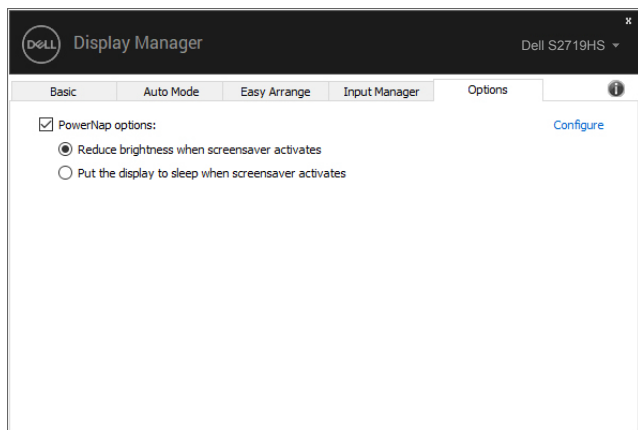 DELL Display Manager
x
Dell S2719HS
Basic Auto Mode Easy Arrange Input Manager Options
PowerNap options: Configure
Reduce brightness when screensaver activates
Put the display to sleep when screensaver activates